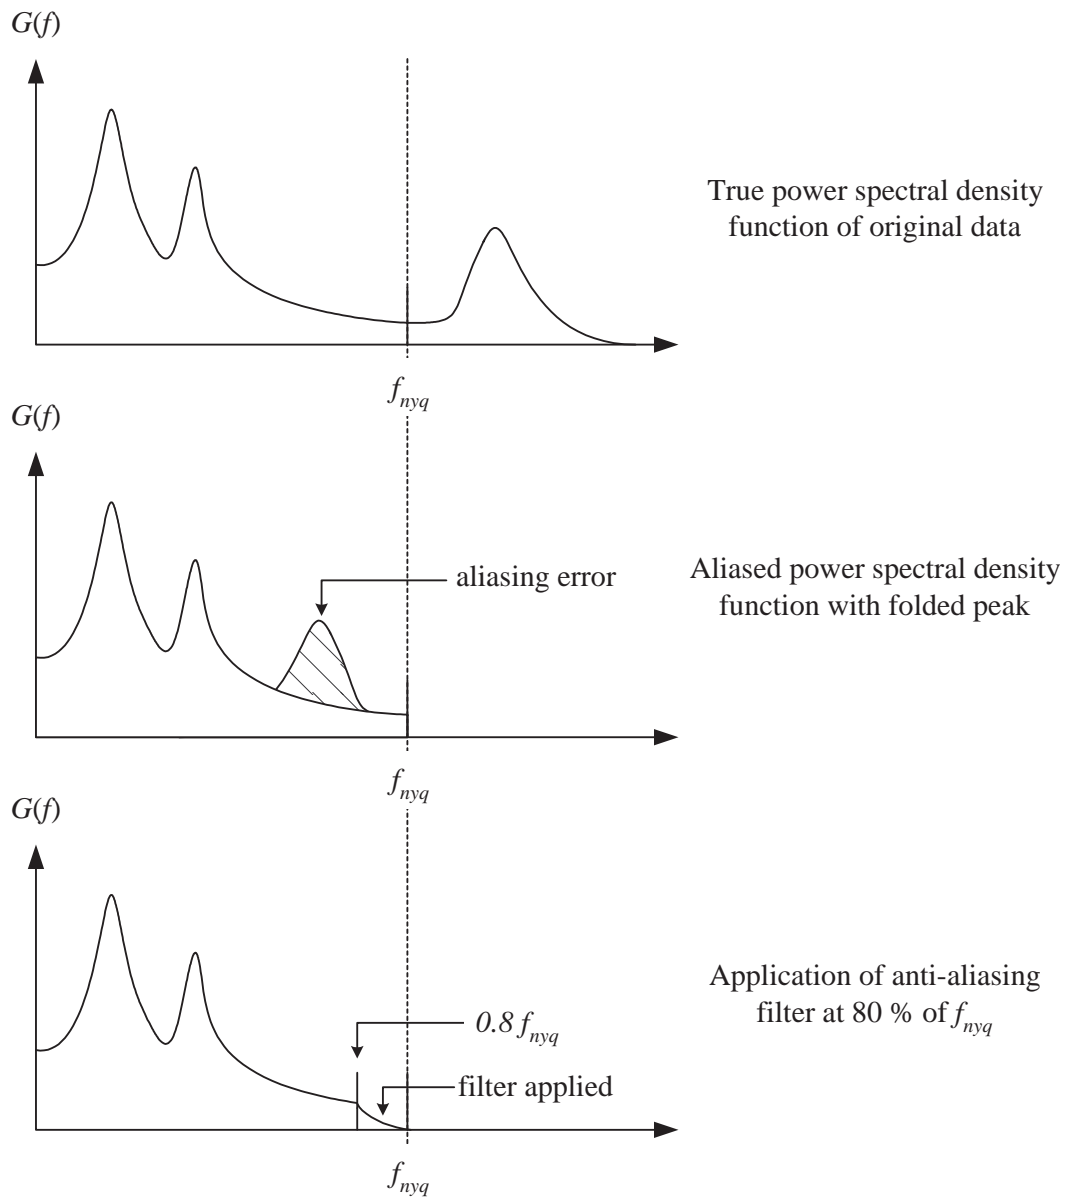 G(f)
True power spectral density
function of original data
f_nyq
G(f)
aliasing error
Aliased power spectral density
function with folded peak
f_nyq
G(f)
Application of anti-aliasing
filter at 80 % of f_nyq
0.8 f_nyq
filter applied
f_nyq